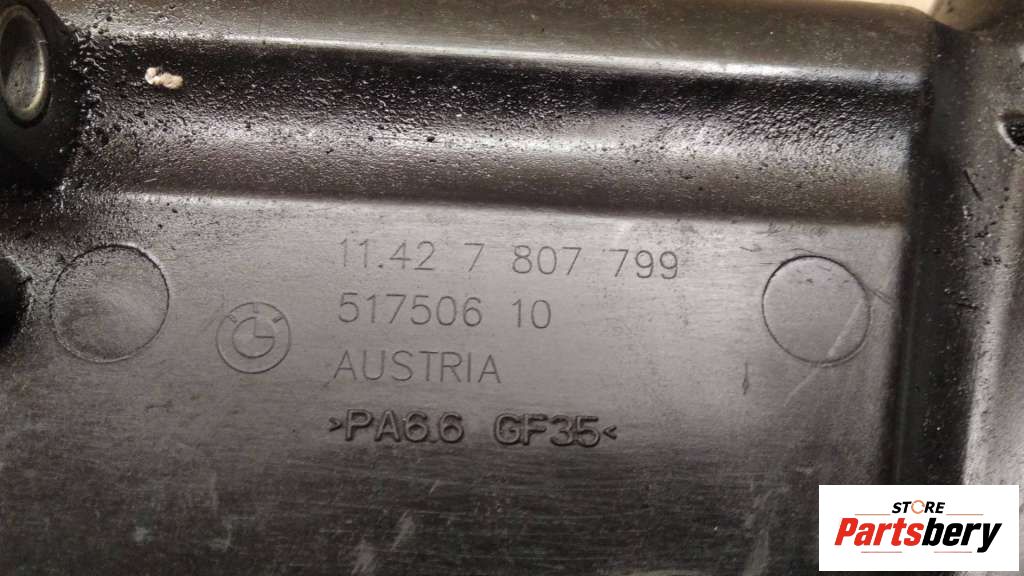 11.42 7 807 799
517506 10
AUSTRIA
>PA6.6 GF35<
STORE
Partsbery